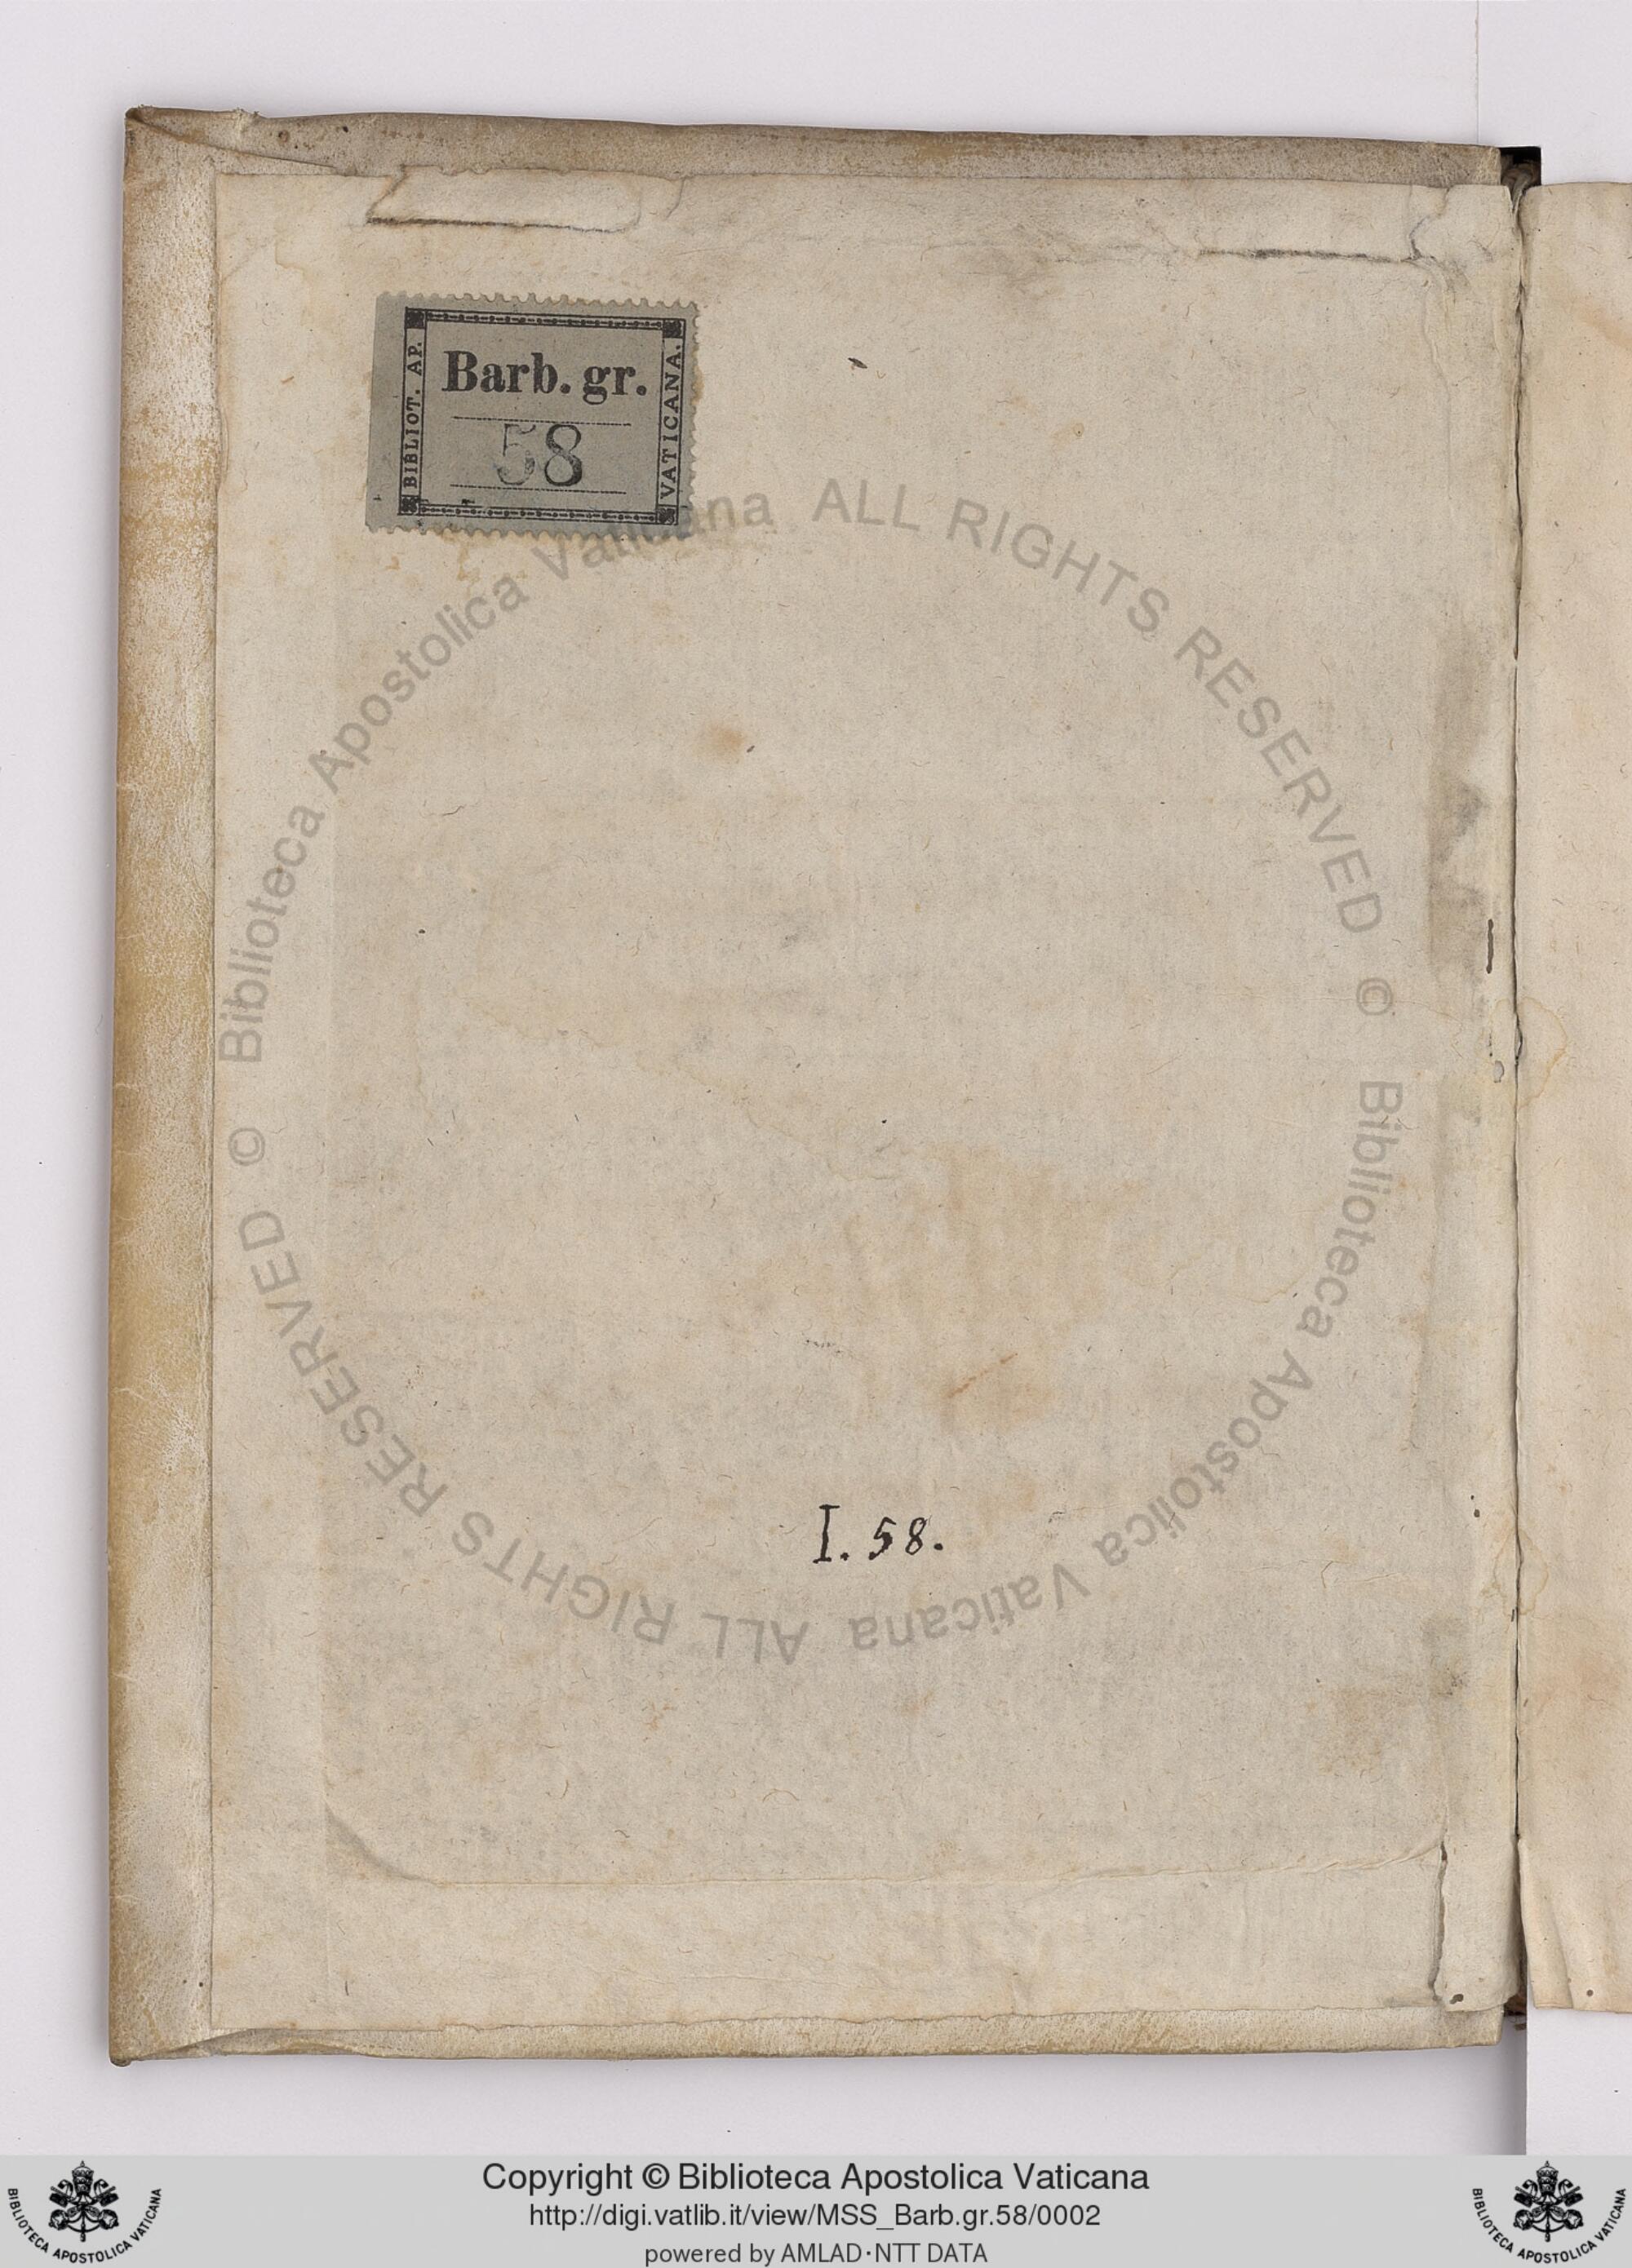 BIBLIOT. AP.
Barb. gr.
58
VATICANA.
© Biblioteca Apostolica Vaticana ALL RIGHTS RESERVED
© Biblioteca Apostolica Vaticana ALL RIGHTS RESERVED
I. 58.
Copyright © Biblioteca Apostolica Vaticana
http://digi.vatlib.it/view/MSS_Barb.gr.58/0002
powered by AMLAD·NTT DATA
BIBLIOTECA APOSTOLICA VATICANA
BIBLIOTECA APOSTOLICA VATICANA